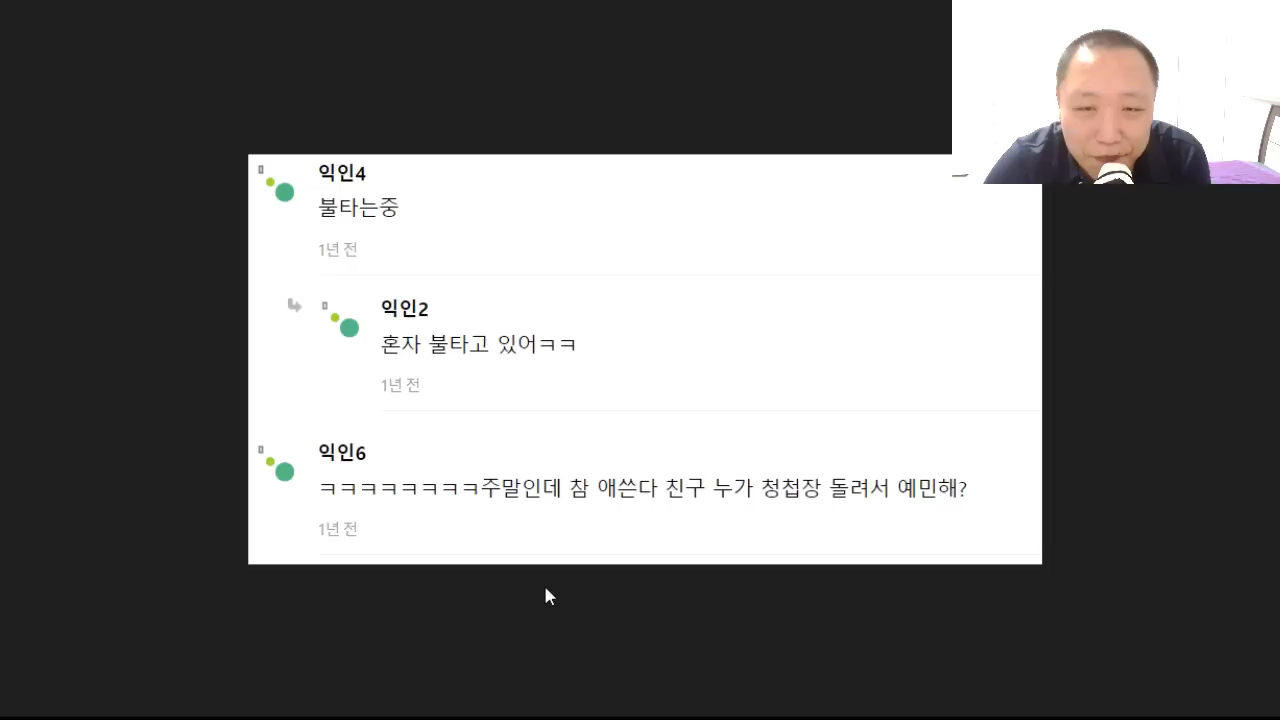 익인4
불타는중
1년 전
익인2
혼자 불타고 있어ㅋㅋ
1년 전
익인6
ㅋㅋㅋㅋㅋㅋㅋㅋ주말인데 참 애쓴다 친구 누가 청첩장 돌려서 예민해?
1년 전